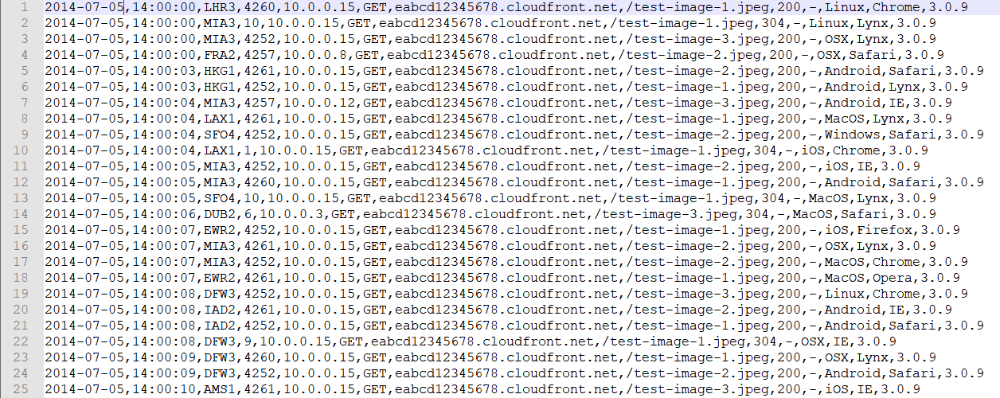 1 2014-07-05,14:00:00,LHR3,4260,10.0.0.15,GET,eabcd12345678.cloudfront.net,/test-image-1.jpeg,200,-,Linux,Chrome,3.0.9
2 2014-07-05,14:00:00,MIA3,10,10.0.0.15,GET,eabcd12345678.cloudfront.net,/test-image-1.jpeg,304,-,Linux,Lynx,3.0.9
3 2014-07-05,14:00:00,MIA3,4252,10.0.0.15,GET,eabcd12345678.cloudfront.net,/test-image-3.jpeg,200,-,OSX,Lynx,3.0.9
4 2014-07-05,14:00:00,FRA2,4257,10.0.0.8,GET,eabcd12345678.cloudfront.net,/test-image-2.jpeg,200,-,OSX,Safari,3.0.9
5 2014-07-05,14:00:03,HKG1,4261,10.0.0.15,GET,eabcd12345678.cloudfront.net,/test-image-2.jpeg,200,-,Android,Safari,3.0.9
6 2014-07-05,14:00:03,HKG1,4252,10.0.0.15,GET,eabcd12345678.cloudfront.net,/test-image-1.jpeg,200,-,Android,Lynx,3.0.9
7 2014-07-05,14:00:04,MIA3,4257,10.0.0.12,GET,eabcd12345678.cloudfront.net,/test-image-3.jpeg,200,-,Android,IE,3.0.9
8 2014-07-05,14:00:04,LAX1,4261,10.0.0.15,GET,eabcd12345678.cloudfront.net,/test-image-1.jpeg,200,-,MacOS,Lynx,3.0.9
9 2014-07-05,14:00:04,SFO4,4252,10.0.0.15,GET,eabcd12345678.cloudfront.net,/test-image-2.jpeg,200,-,Windows,Safari,3.0.9
10 2014-07-05,14:00:04,LAX1,1,10.0.0.15,GET,eabcd12345678.cloudfront.net,/test-image-1.jpeg,304,-,iOS,Chrome,3.0.9
11 2014-07-05,14:00:05,MIA3,4252,10.0.0.15,GET,eabcd12345678.cloudfront.net,/test-image-2.jpeg,200,-,iOS,IE,3.0.9
12 2014-07-05,14:00:05,MIA3,4260,10.0.0.15,GET,eabcd12345678.cloudfront.net,/test-image-2.jpeg,200,-,Android,Safari,3.0.9
13 2014-07-05,14:00:05,SFO4,10,10.0.0.15,GET,eabcd12345678.cloudfront.net,/test-image-1.jpeg,304,-,MacOS,Lynx,3.0.9
14 2014-07-05,14:00:06,DUB2,6,10.0.0.3,GET,eabcd12345678.cloudfront.net,/test-image-3.jpeg,304,-,MacOS,Safari,3.0.9
15 2014-07-05,14:00:07,EWR2,4252,10.0.0.15,GET,eabcd12345678.cloudfront.net,/test-image-1.jpeg,200,-,iOS,Firefox,3.0.9
16 2014-07-05,14:00:07,MIA3,4261,10.0.0.15,GET,eabcd12345678.cloudfront.net,/test-image-2.jpeg,200,-,OSX,Lynx,3.0.9
17 2014-07-05,14:00:07,MIA3,4252,10.0.0.15,GET,eabcd12345678.cloudfront.net,/test-image-2.jpeg,200,-,MacOS,Chrome,3.0.9
18 2014-07-05,14:00:07,EWR2,4261,10.0.0.15,GET,eabcd12345678.cloudfront.net,/test-image-1.jpeg,200,-,MacOS,Opera,3.0.9
19 2014-07-05,14:00:08,DFW3,4252,10.0.0.15,GET,eabcd12345678.cloudfront.net,/test-image-3.jpeg,200,-,Linux,Chrome,3.0.9
20 2014-07-05,14:00:08,IAD2,4261,10.0.0.15,GET,eabcd12345678.cloudfront.net,/test-image-2.jpeg,200,-,Android,IE,3.0.9
21 2014-07-05,14:00:08,IAD2,4252,10.0.0.15,GET,eabcd12345678.cloudfront.net,/test-image-1.jpeg,200,-,Android,Safari,3.0.9
22 2014-07-05,14:00:08,DFW3,9,10.0.0.15,GET,eabcd12345678.cloudfront.net,/test-image-1.jpeg,304,-,OSX,IE,3.0.9
23 2014-07-05,14:00:09,DFW3,4260,10.0.0.15,GET,eabcd12345678.cloudfront.net,/test-image-1.jpeg,200,-,OSX,Lynx,3.0.9
24 2014-07-05,14:00:09,DFW3,4252,10.0.0.15,GET,eabcd12345678.cloudfront.net,/test-image-2.jpeg,200,-,Android,Safari,3.0.9
25 2014-07-05,14:00:10,AMS1,4261,10.0.0.15,GET,eabcd12345678.cloudfront.net,/test-image-3.jpeg,200,-,iOS,IE,3.0.9